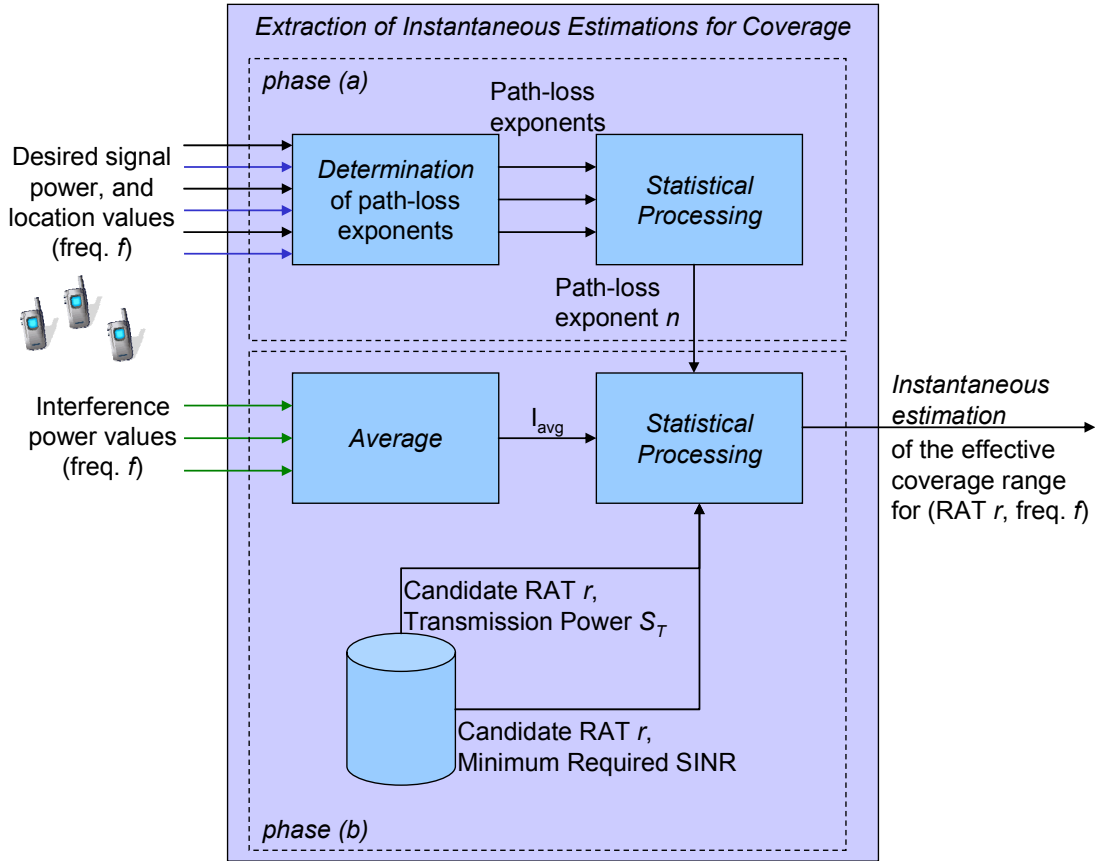 Extraction of Instantaneous Estimations for Coverage
phase (a)
Path-loss
exponents
Desired signal
power, and
location values
(freq. f)
Determination
of path-loss
exponents
Statistical
Processing
Path-loss
exponent n
Interference
power values
(freq. f)
Average
I_avg
Statistical
Processing
Instantaneous
estimation
of the effective
coverage range
for (RAT r, freq. f)
Candidate RAT r,
Transmission Power S_T
Candidate RAT r,
Minimum Required SINR
phase (b)